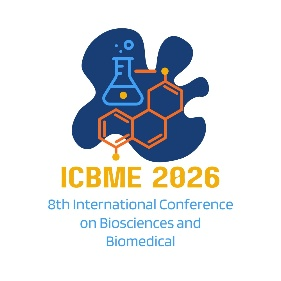 ICBME 2026
8th International Conference
on Biosciences and
Biomedical